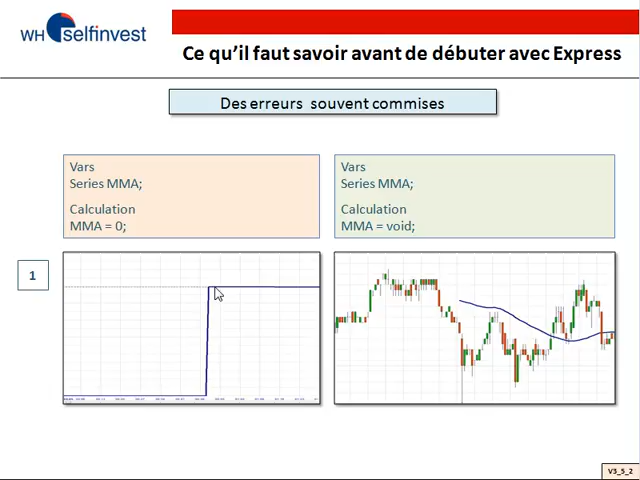 WH selfinvest
Ce qu'il faut savoir avant de débuter avec Express
Des erreurs souvent commises
Vars
Series MMA;
Calculation
MMA = 0;
Vars
Series MMA;
Calculation
MMA = void;
1
V3_5_2